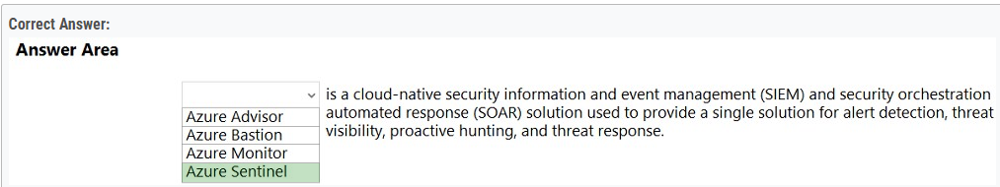 Correct Answer:
Answer Area
is a cloud-native security information and event management (SIEM) and security orchestration
automated response (SOAR) solution used to provide a single solution for alert detection, threat
visibility, proactive hunting, and threat response.
Azure Advisor
Azure Bastion
Azure Monitor
Azure Sentinel